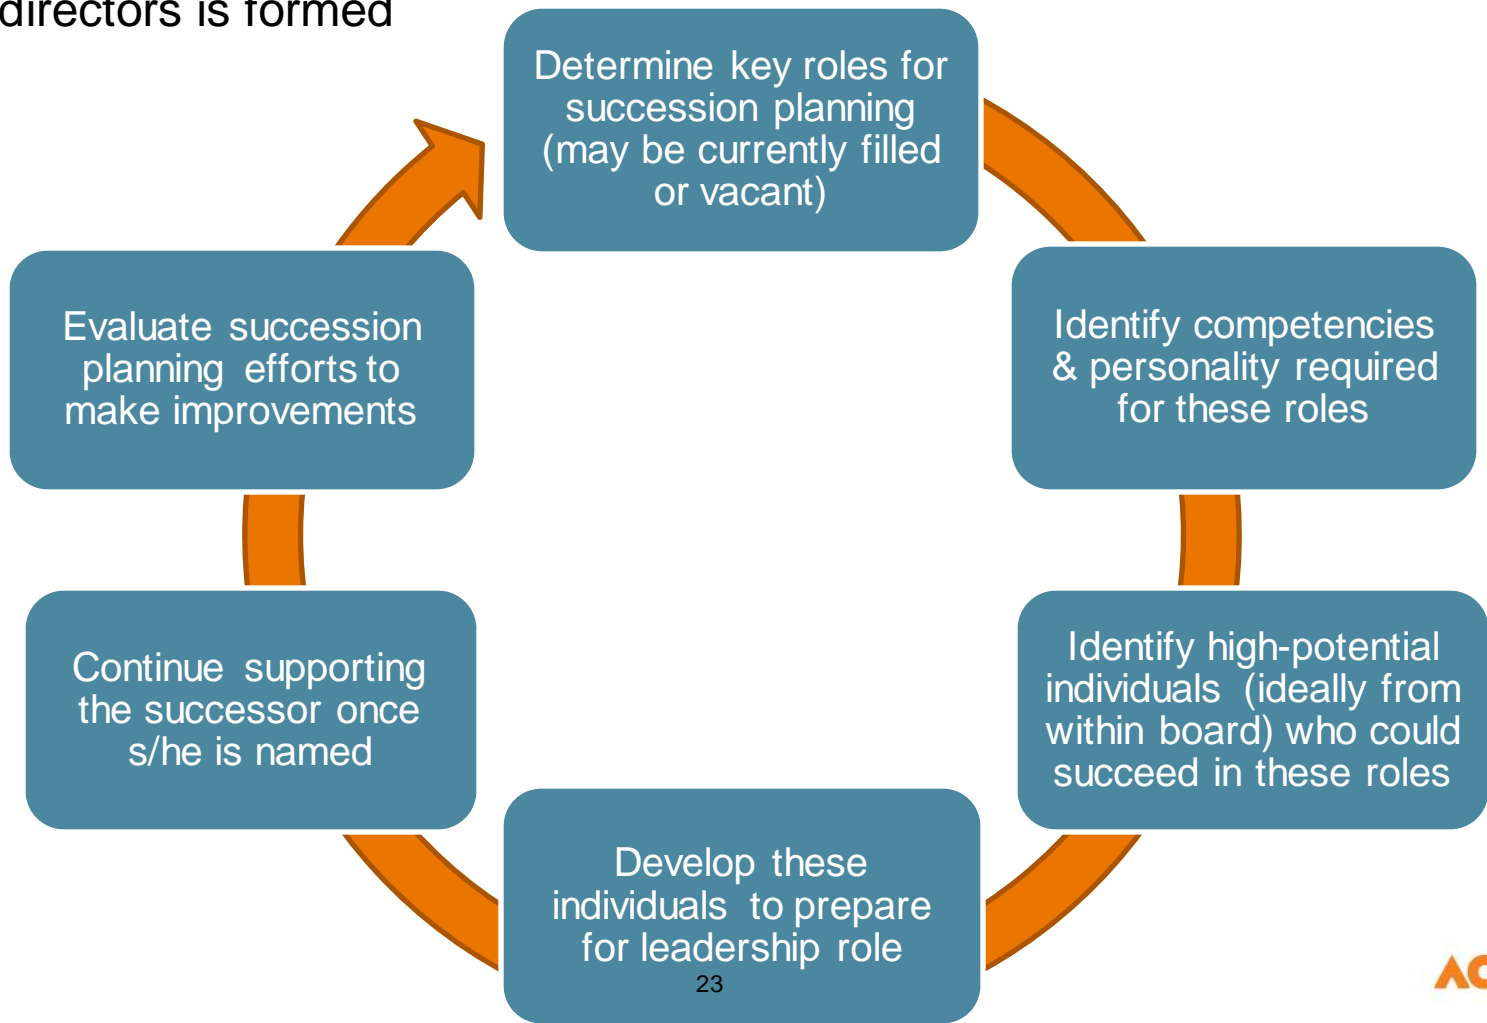 directors is formed
Determine key roles for
succession planning
(may be currently filled
or vacant)
Identify competencies
& personality required
for these roles
Identify high-potential
individuals (ideally from
within board) who could
succeed in these roles
Develop these
individuals to prepare
for leadership role
23
Continue supporting
the successor once
s/he is named
Evaluate succession
planning efforts to
make improvements